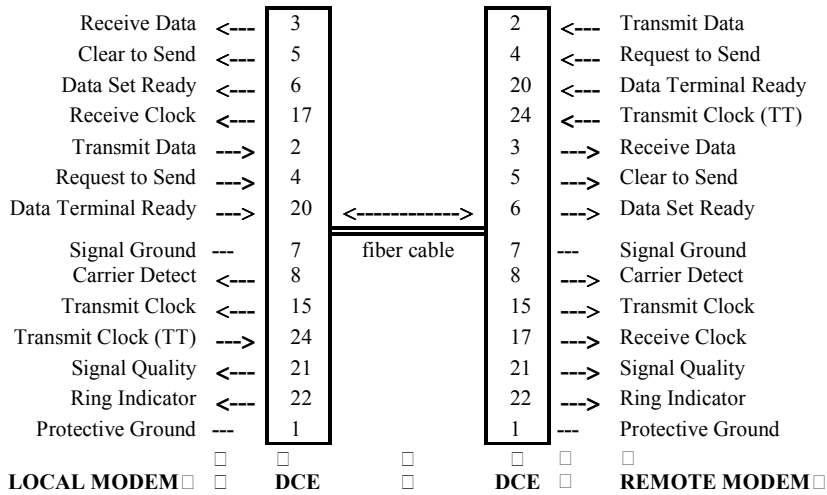 Receive Data <--- 3 2 <--- Transmit Data
Clear to Send <--- 5 4 <--- Request to Send
Data Set Ready <--- 6 20 <--- Data Terminal Ready
Receive Clock <--- 17 24 <--- Transmit Clock (TT)
Transmit Data ---> 2 3 ---> Receive Data
Request to Send ---> 4 5 ---> Clear to Send
Data Terminal Ready ---> 20 <------------> 6 ---> Data Set Ready
Signal Ground --- 7 fiber cable 7 --- Signal Ground
Carrier Detect <--- 8 8 ---> Carrier Detect
Transmit Clock <--- 15 15 ---> Transmit Clock
Transmit Clock (TT) ---> 24 17 ---> Receive Clock
Signal Quality <--- 21 21 ---> Signal Quality
Ring Indicator <--- 22 22 ---> Ring Indicator
Protective Ground --- 1 1 --- Protective Ground
LOCAL MODEM DCE DCE REMOTE MODEM